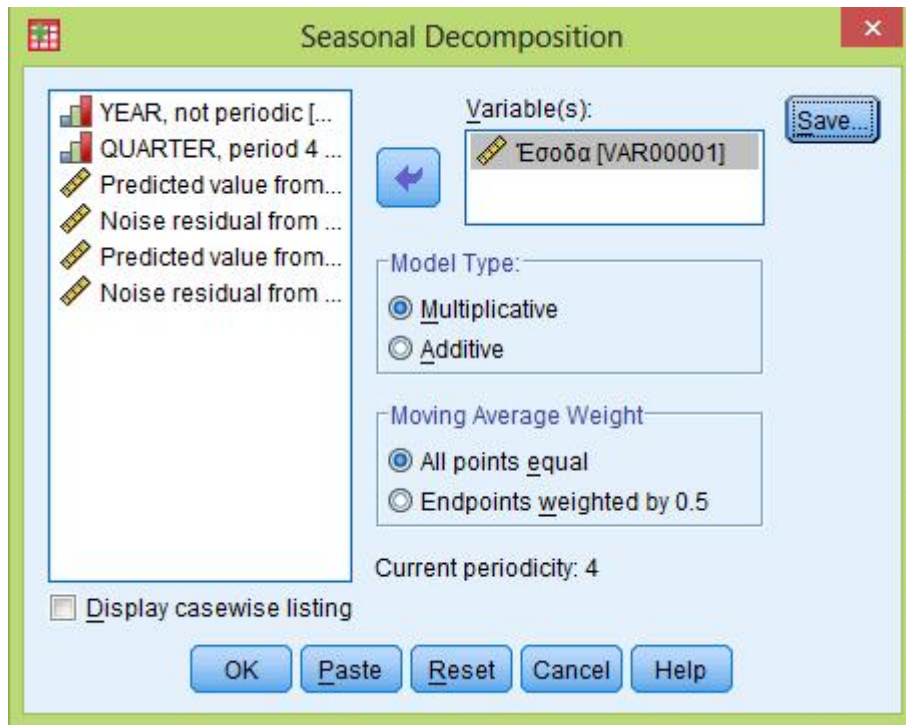 Seasonal Decomposition
YEAR, not periodic [...
QUARTER, period 4 ...
Predicted value from...
Noise residual from ...
Predicted value from...
Noise residual from ...
Variable(s):
Έσοδα [VAR00001]
Save...
Model Type:
Multiplicative
Additive
Moving Average Weight
All points equal
Endpoints weighted by 0.5
Current periodicity: 4
Display casewise listing
OK Paste Reset Cancel Help